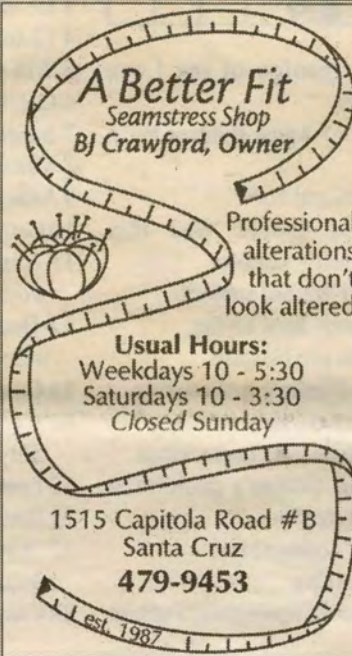 A Better Fit
Seamstress Shop
BJ Crawford, Owner
Professional
alterations
that don't
look altered
Usual Hours:
Weekdays 10 - 5:30
Saturdays 10 - 3:30
Closed Sunday
1515 Capitola Road #B
Santa Cruz
479-9453
est. 1987